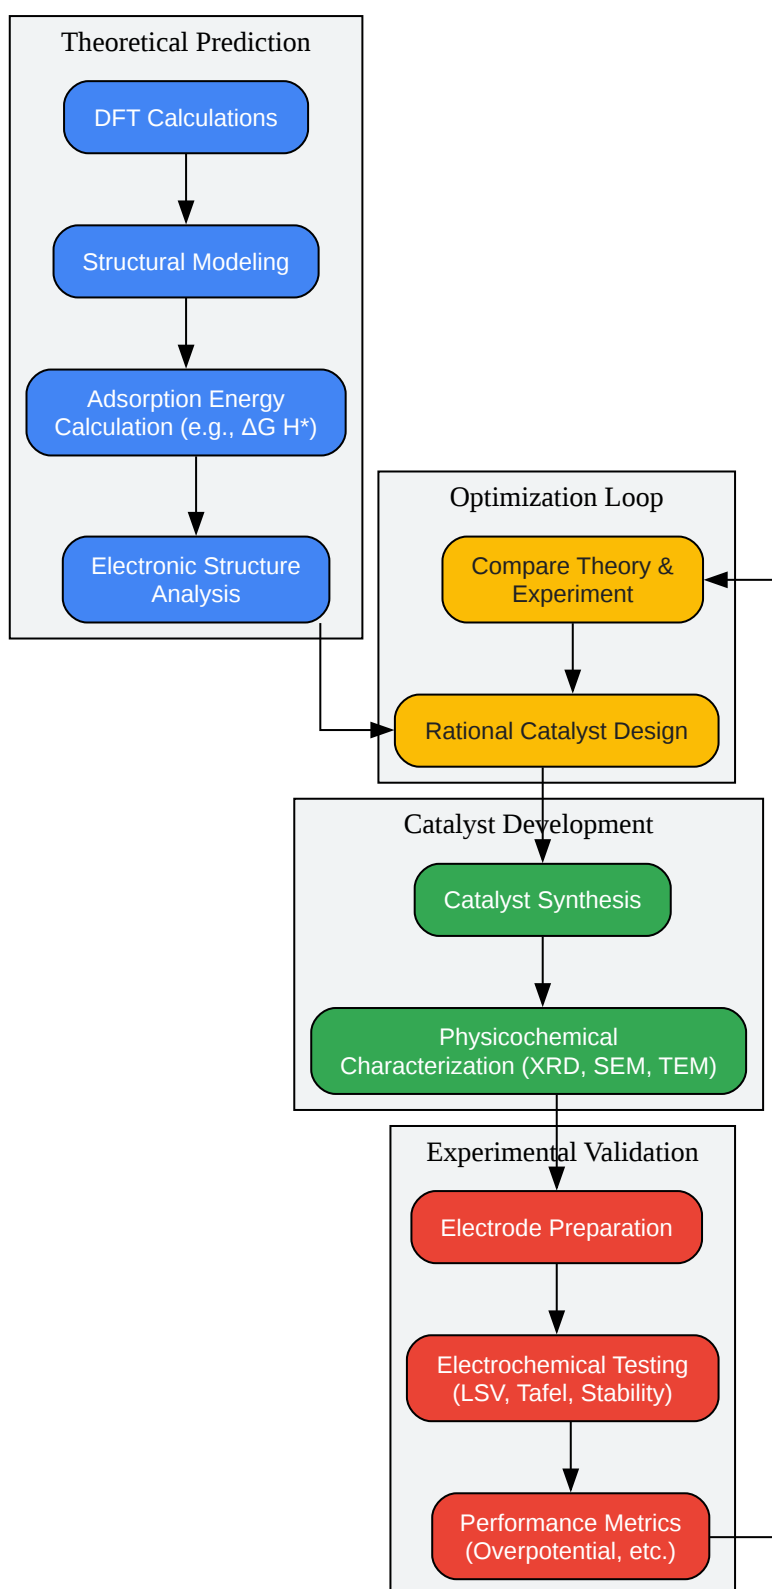 Theoretical Prediction
DFT Calculations
Structural Modeling
Adsorption Energy
Calculation (e.g., ΔG H*)
Electronic Structure
Analysis
Optimization Loop
Compare Theory &
Experiment
Rational Catalyst Design
Catalyst Development
Catalyst Synthesis
Physicochemical
Characterization (XRD, SEM, TEM)
Experimental Validation
Electrode Preparation
Electrochemical Testing
(LSV, Tafel, Stability)
Performance Metrics
(Overpotential, etc.)